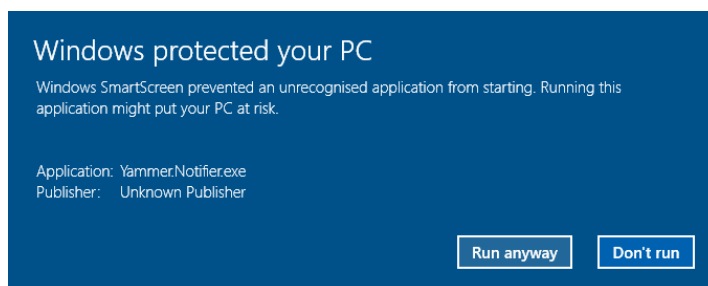 Windows protected your PC
Windows SmartScreen prevented an unrecognised application from starting. Running this
application might put your PC at risk.
Application: Yammer.Notifier.exe
Publisher: Unknown Publisher
Run anyway Don't run